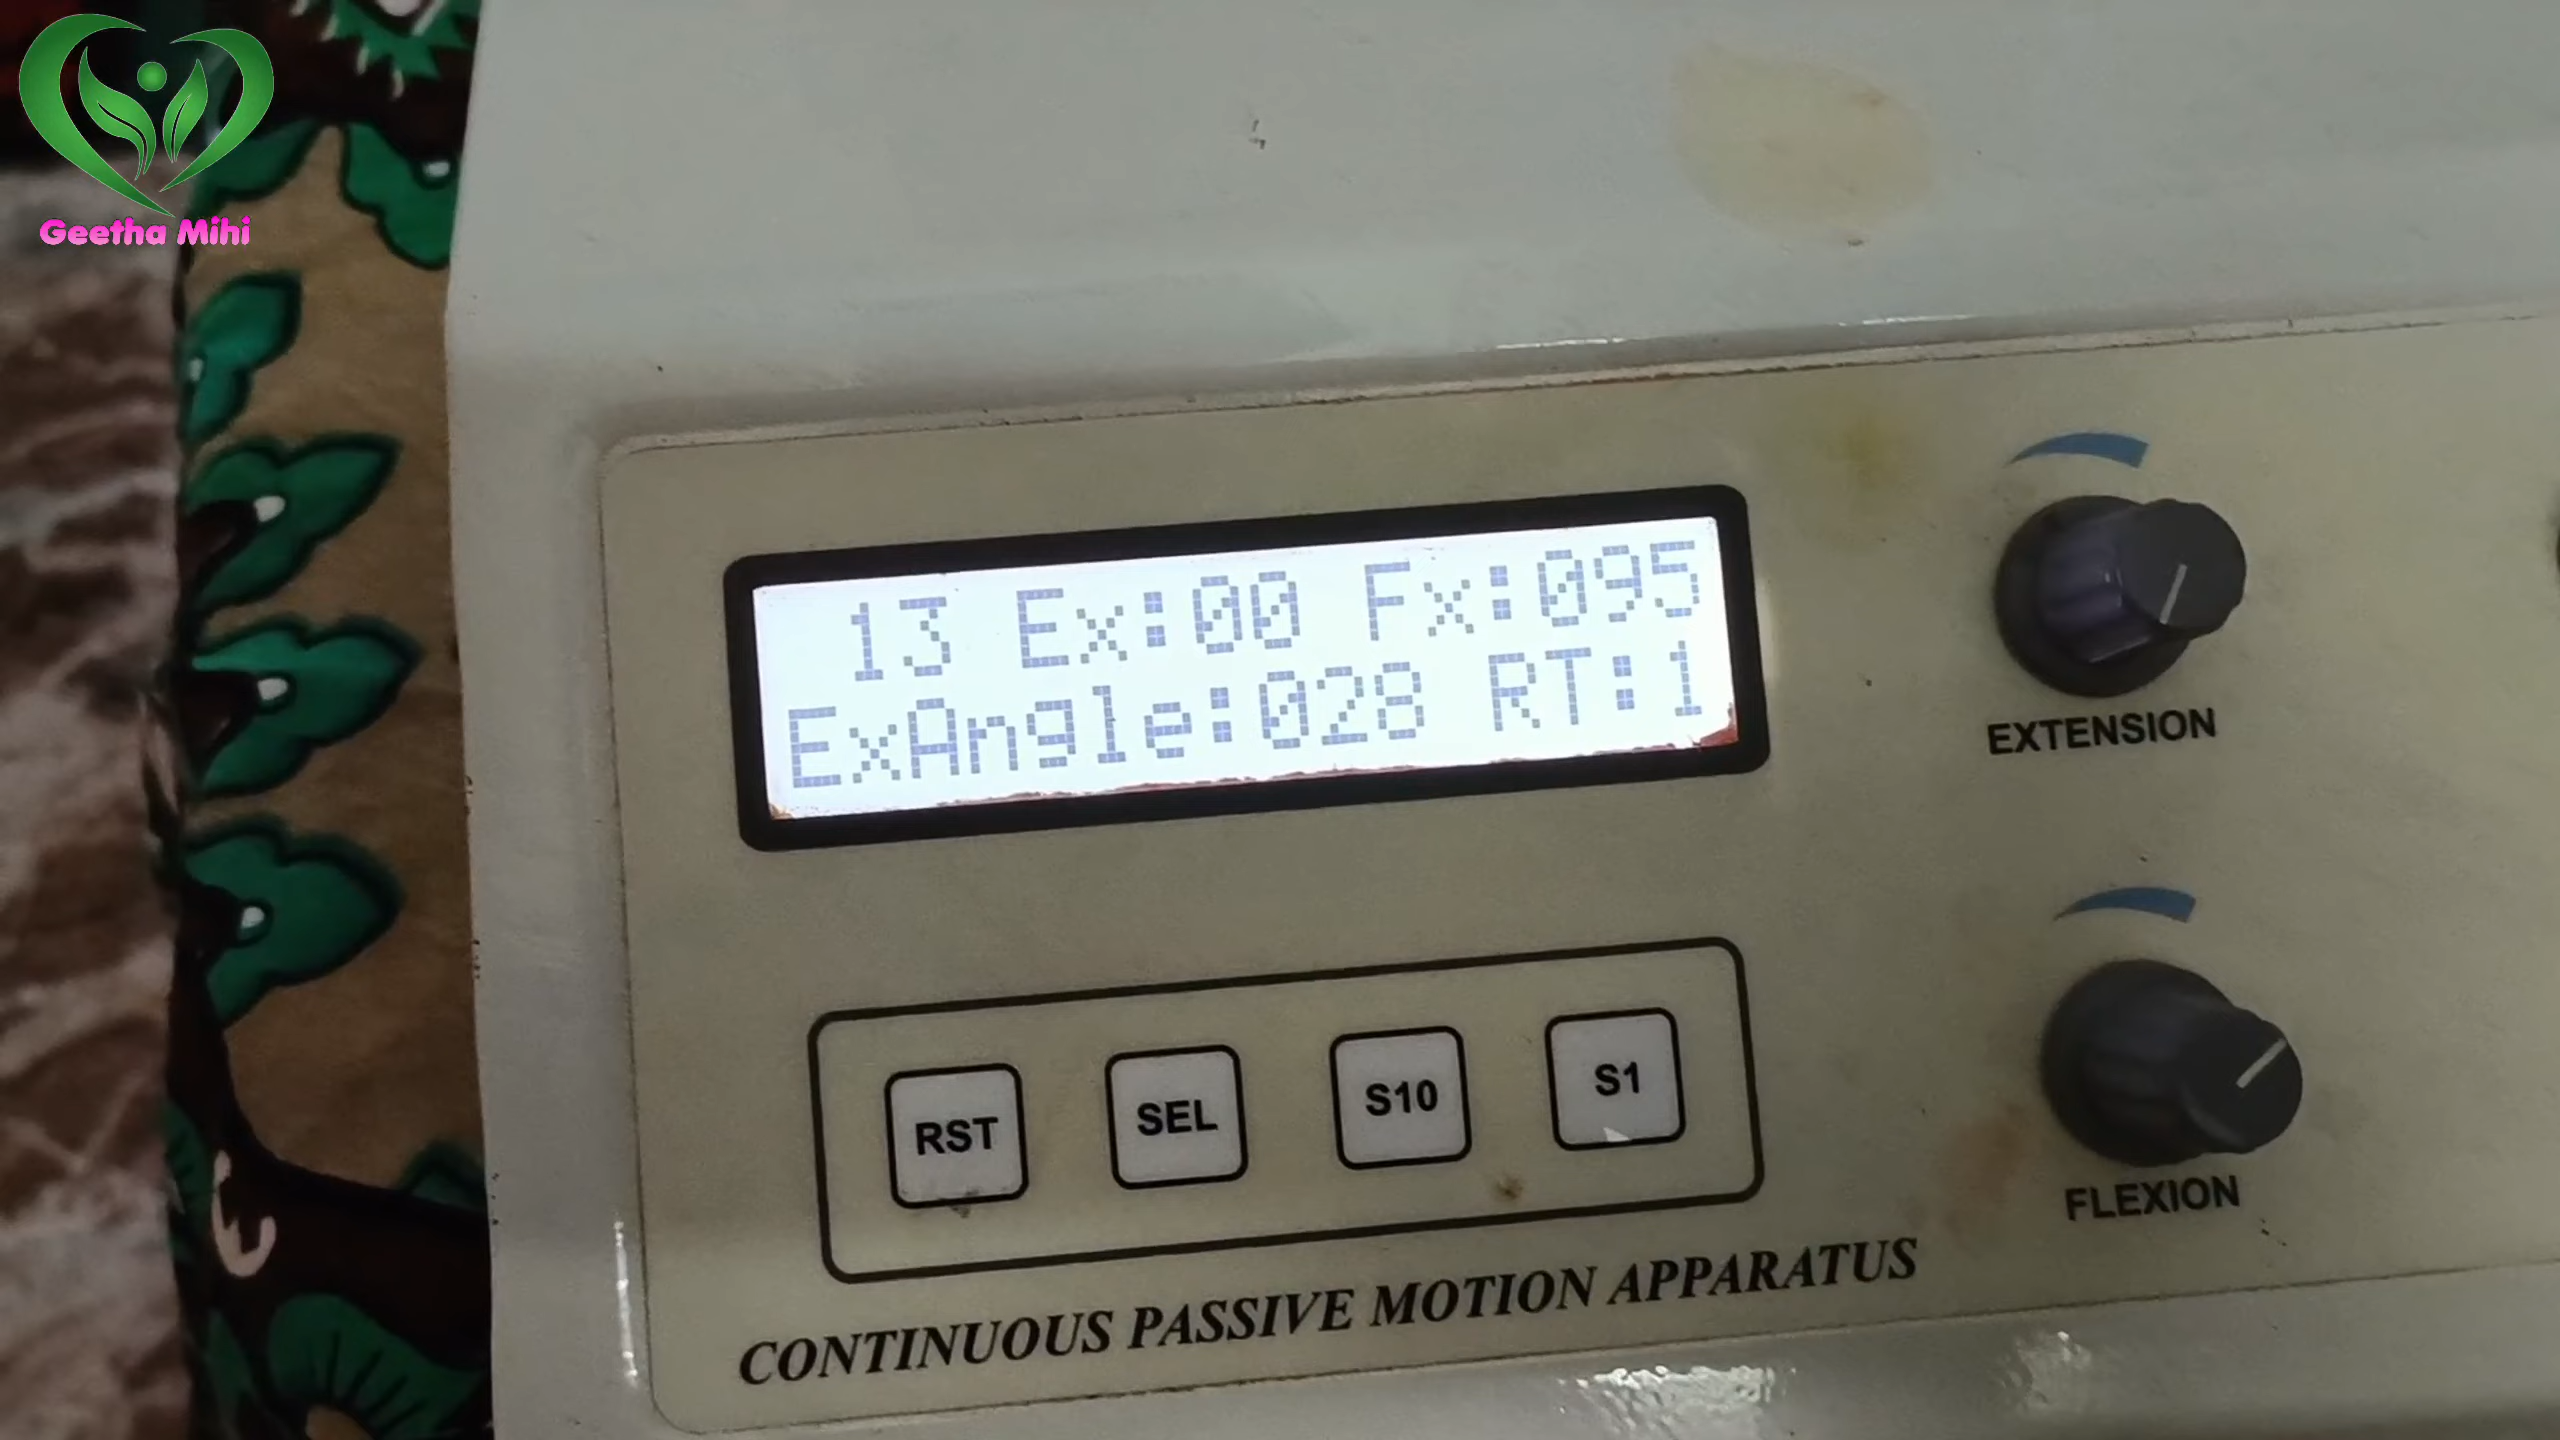 Geetha Mihi
13 Ex:00 Fx:095
ExAngle:028 RT:1
EXTENSION
RST
SEL
S10
S1
FLEXION
CONTINUOUS PASSIVE MOTION APPARATUS